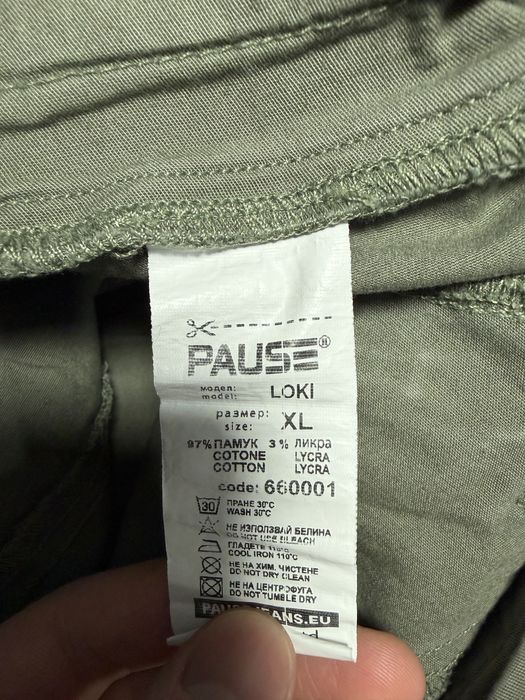 PAUSE®
модел:
model: LOKI
размер:
size: XL
97% ПАМУК 3% ликра
COTONE LYCRA
COTTON LYCRA
code: 660001
30 ПРАНЕ 30°C
WASH 30°C
НЕ ИЗПОЛЗВАЙ БЕЛИНА
DO NOT USE BLEACH
ГЛАДЕТЕ 110°C
COOL IRON 110°C
НЕ НА ХИМ. ЧИСТЕНЕ
DO NOT DRY CLEAN
НЕ НА ЦЕНТРОФУГА
DO NOT TUMBLE DRY